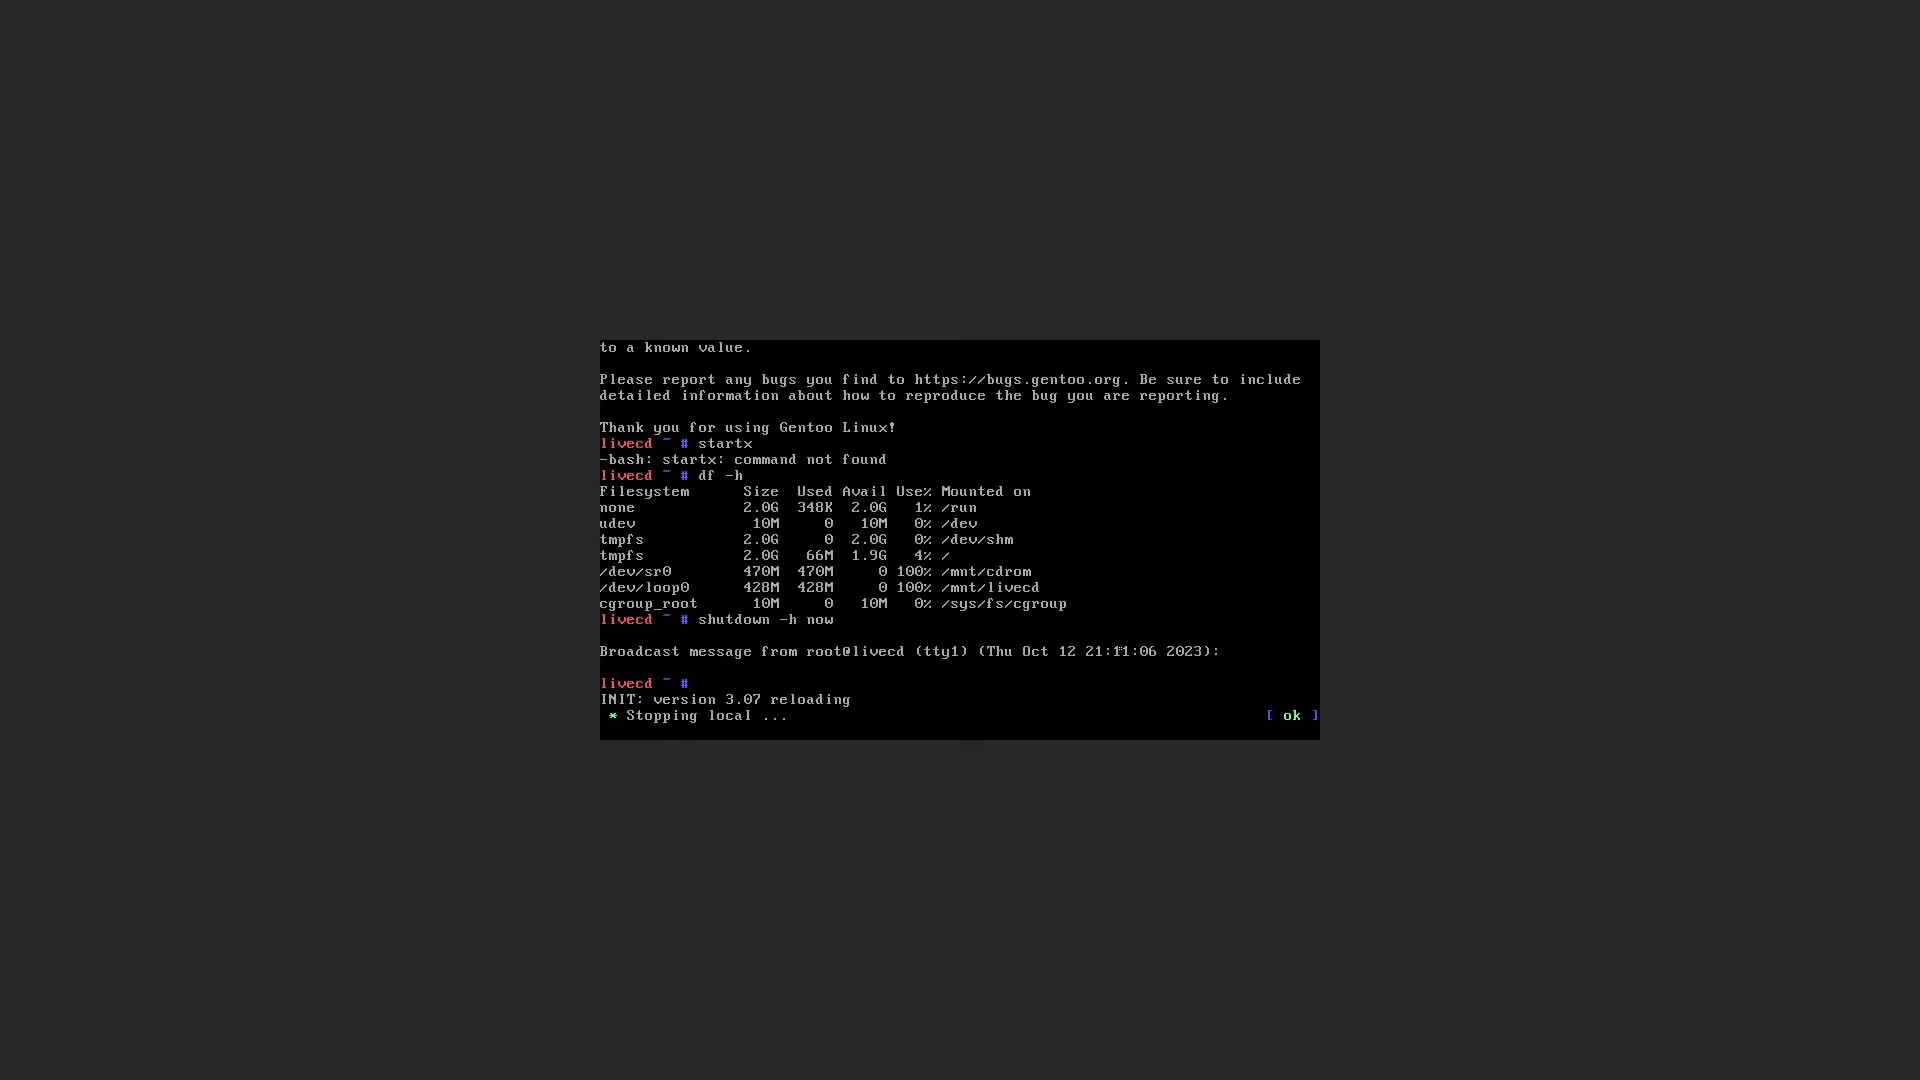 to a known value.
Please report any bugs you find to https://bugs.gentoo.org. Be sure to include
detailed information about how to reproduce the bug you are reporting.
Thank you for using Gentoo Linux!
livecd ~ # startx
-bash: startx: command not found
livecd ~ # df -h
Filesystem      Size  Used Avail Use% Mounted on
none            2.0G  348K  2.0G   1% /run
udev             10M     0   10M   0% /dev
tmpfs           2.0G     0  2.0G   0% /dev/shm
tmpfs           2.0G   66M  1.9G   4% /
/dev/sr0        470M  470M     0 100% /mnt/cdrom
/dev/loop0      428M  428M     0 100% /mnt/livecd
cgroup_root      10M     0   10M   0% /sys/fs/cgroup
livecd ~ # shutdown -h now
Broadcast message from root@livecd (tty1) (Thu Oct 12 21:11:06 2023):
livecd ~ #
INIT: version 3.07 reloading
 * Stopping local ... [ ok ]